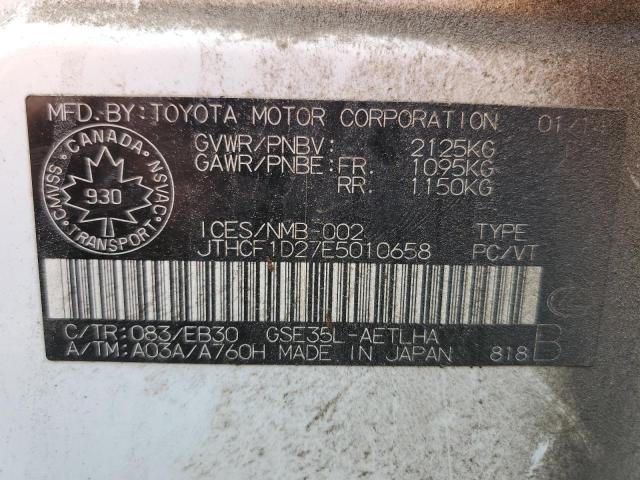 MFD.BY:TOYOTA MOTOR CORPORATION 01/1
GVWR/PNBV: 2125KG
GAWR/PNBE:FR. 1095KG
RR. 1150KG
CANADA
CMVSS 930 NSVAC
TRANSPORT
ICES/NMB-002 TYPE
JTHCF1D27E5010658 PC/VT
C/TR:083/EB30 GSE35L-AETLHA
A/TM:A03A/A760H MADE IN JAPAN 818 B